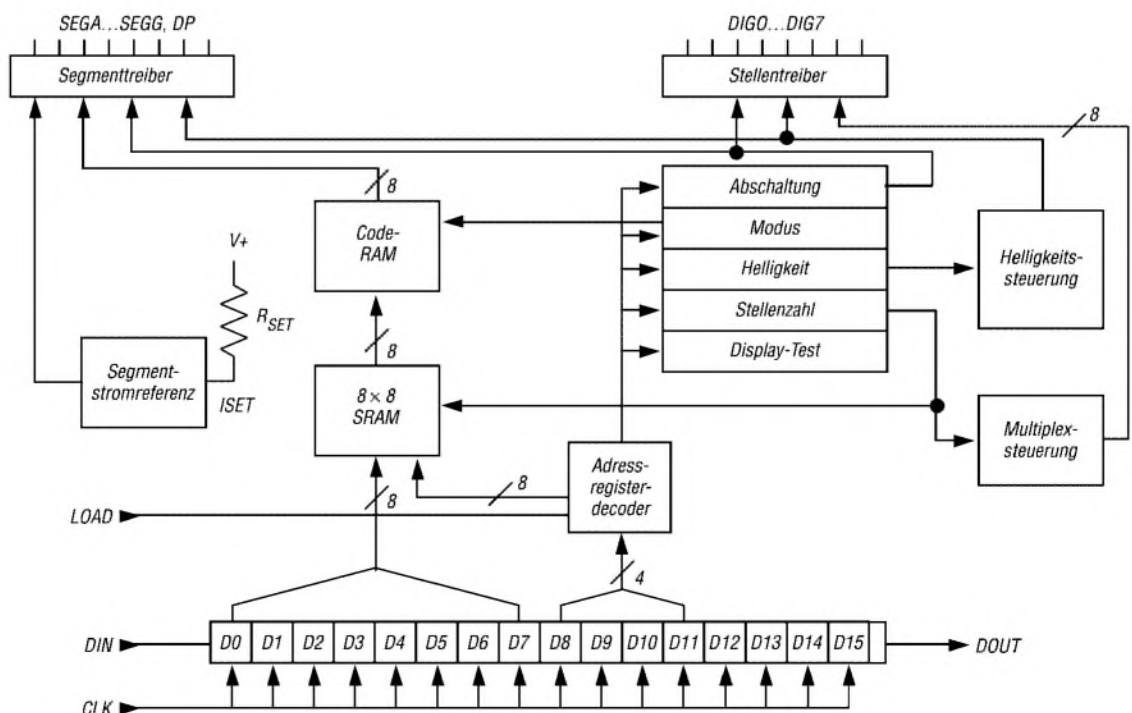 SEGA...SEGG, DP
DIG0...DIG7
Segmenttreiber
Stellentreiber
8
8
Abschaltung
Code-
RAM
Modus
V+
Helligkeit
Helligkeits-
steuerung
RSET
Stellenzahl
8
Display-Test
Segment-
stromreferenz
ISET
8 × 8
SRAM
Multiplex-
steuerung
Adress-
register-
decoder
8
8
LOAD
4
DIN
D0 D1 D2 D3 D4 D5 D6 D7 D8 D9 D10 D11 D12 D13 D14 D15
DOUT
CLK